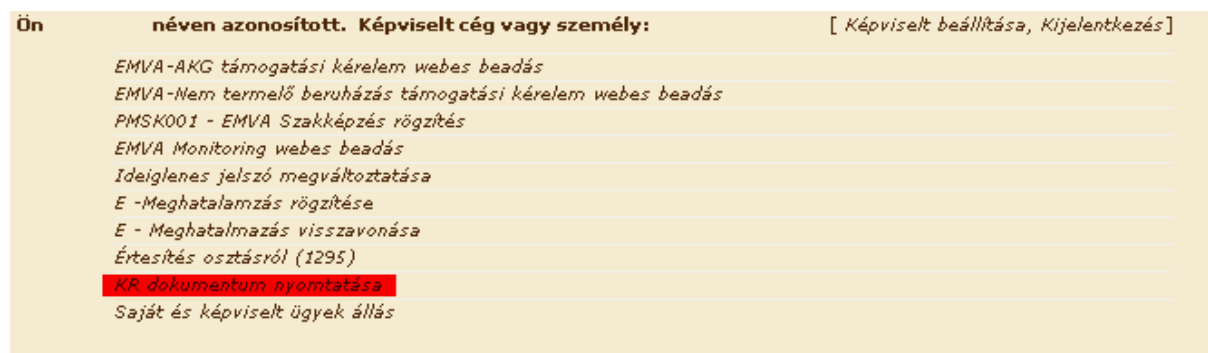 Ön néven azonosított. Képviselt cég vagy személy: [ Képviselt beállítása, Kijelentkezés]
EMVA-AKG támogatási kérelem webes beadás
EMVA-Nem termelő beruházás támogatási kérelem webes beadás
PMSK001 - EMVA Szakképzés rögzítés
EMVA Monitoring webes beadás
Ideiglenes jelszó megváltoztatása
E -Meghatalamzás rögzítése
E - Meghatalmazás visszavonása
Értesítés osztásról (1295)
KR dokumentum nyomtatása
Saját és képviselt ügyek állás